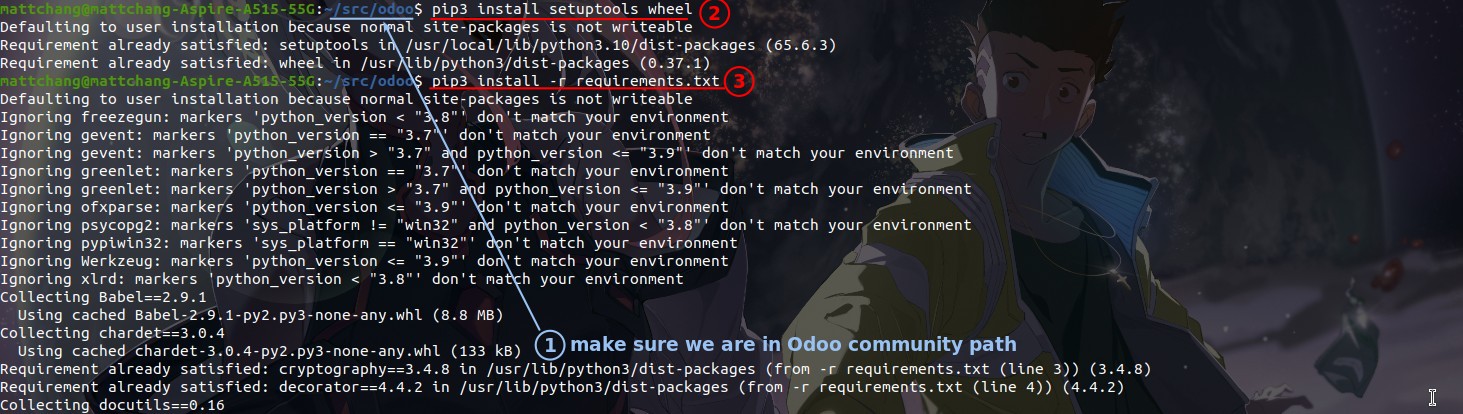 mattchang@mattchang-Aspire-A515-55G:~/src/odoo$ pip3 install setuptools wheel 2
Defaulting to user installation because normal site-packages is not writeable
Requirement already satisfied: setuptools in /usr/local/lib/python3.10/dist-packages (65.6.3)
Requirement already satisfied: wheel in /usr/lib/python3/dist-packages (0.37.1)
mattchang@mattchang-Aspire-A515-55G:~/src/odoo$ pip3 install -r requirements.txt 3
Defaulting to user installation because normal site-packages is not writeable
Ignoring freezegun: markers 'python_version < "3.8"' don't match your environment
Ignoring gevent: markers 'python_version == "3.7"' don't match your environment
Ignoring gevent: markers 'python_version > "3.7" and python_version <= "3.9"' don't match your environment
Ignoring greenlet: markers 'python_version == "3.7"' don't match your environment
Ignoring greenlet: markers 'python_version > "3.7" and python_version <= "3.9"' don't match your environment
Ignoring ofxparse: markers 'python_version <= "3.9"' don't match your environment
Ignoring psycopg2: markers 'sys_platform != "win32" and python_version < "3.8"' don't match your environment
Ignoring pypiwin32: markers 'sys_platform == "win32"' don't match your environment
Ignoring Werkzeug: markers 'python_version <= "3.9"' don't match your environment
Ignoring xlrd: markers 'python_version < "3.8"' don't match your environment
Collecting Babel==2.9.1
  Using cached Babel-2.9.1-py2.py3-none-any.whl (8.8 MB)
Collecting chardet==3.0.4
  Using cached chardet-3.0.4-py2.py3-none-any.whl (133 kB)
1 make sure we are in Odoo community path
Requirement already satisfied: cryptography==3.4.8 in /usr/lib/python3/dist-packages (from -r requirements.txt (line 3)) (3.4.8)
Requirement already satisfied: decorator==4.4.2 in /usr/lib/python3/dist-packages (from -r requirements.txt (line 4)) (4.4.2)
Collecting docutils==0.16